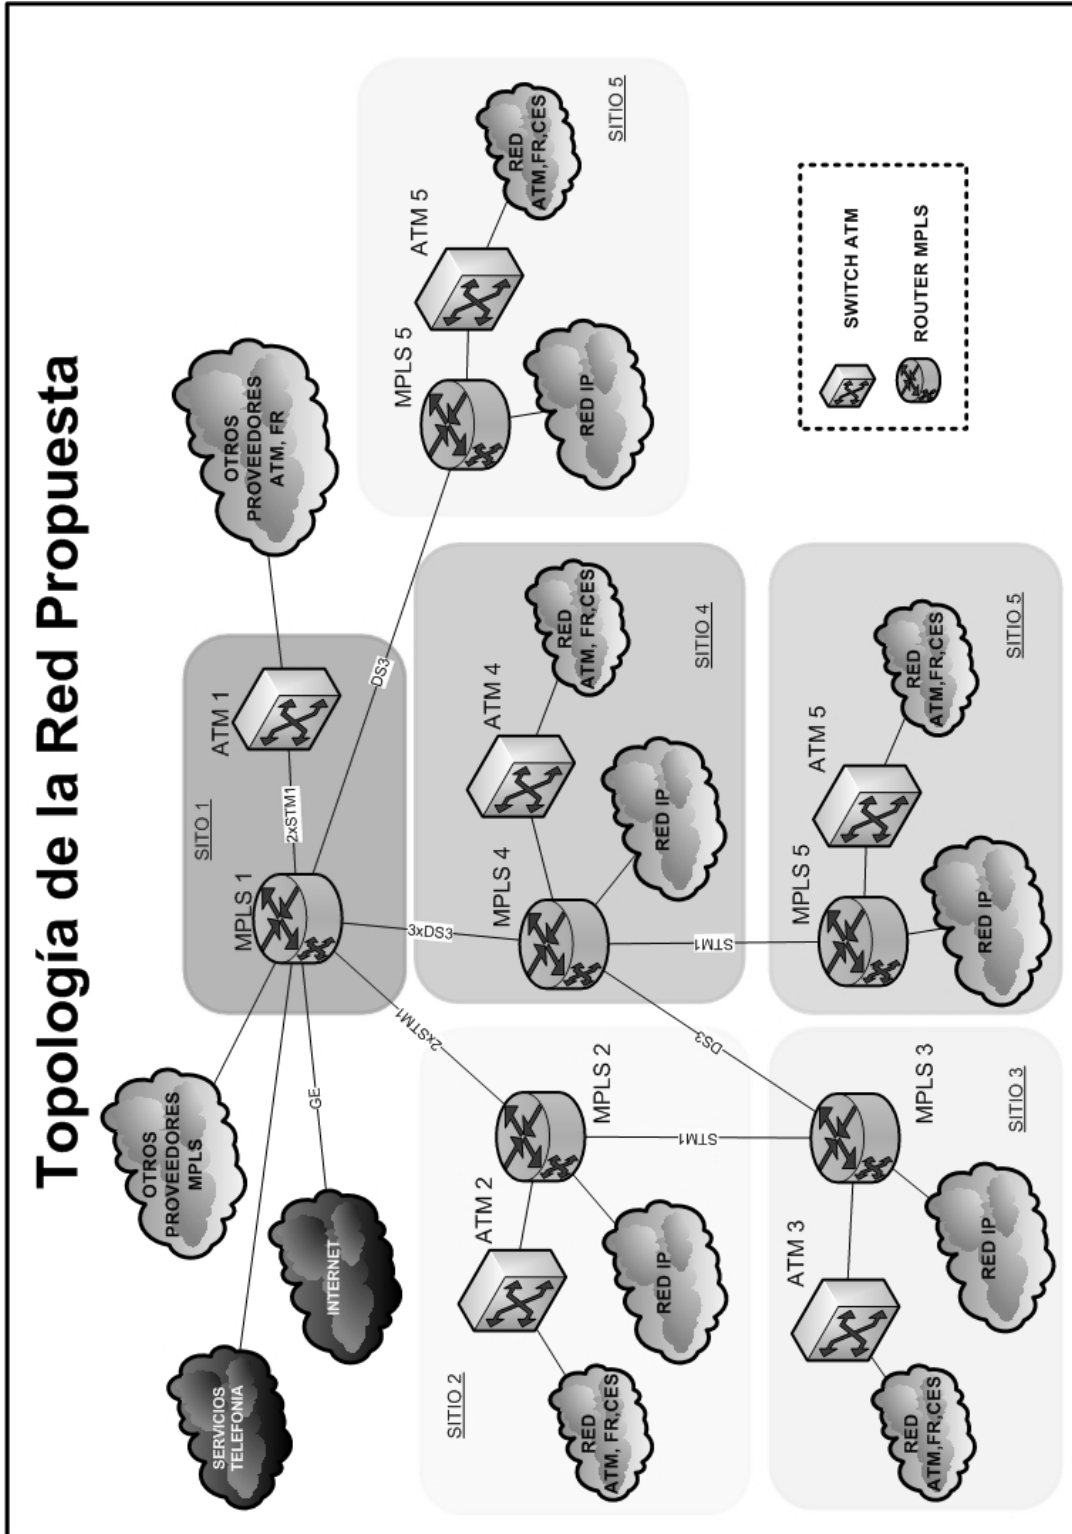 Topología de la Red Propuesta
SERVICIOS
TELEFONIA
OTROS
PROVEEDORES
MPLS
INTERNET
GE
SITO 1
MPLS 1
2xSTM1
ATM 1
OTROS
PROVEEDORES
ATM, FR
2xSTM1
3xDS3
DS3
SITIO 2
ATM 2
MPLS 2
RED
ATM, FR,CES
RED IP
STM1
MPLS 4
ATM 4
RED
ATM, FR,CES
RED IP
SITIO 4
DS3
STM1
MPLS 5
ATM 5
RED
ATM,FR,CES
RED IP
SITIO 5
ATM 3
MPLS 3
RED
ATM,FR,CES
RED IP
SITIO 3
MPLS 5
ATM 5
RED
ATM,FR,CES
RED IP
SITIO 5
SWITCH ATM
ROUTER MPLS